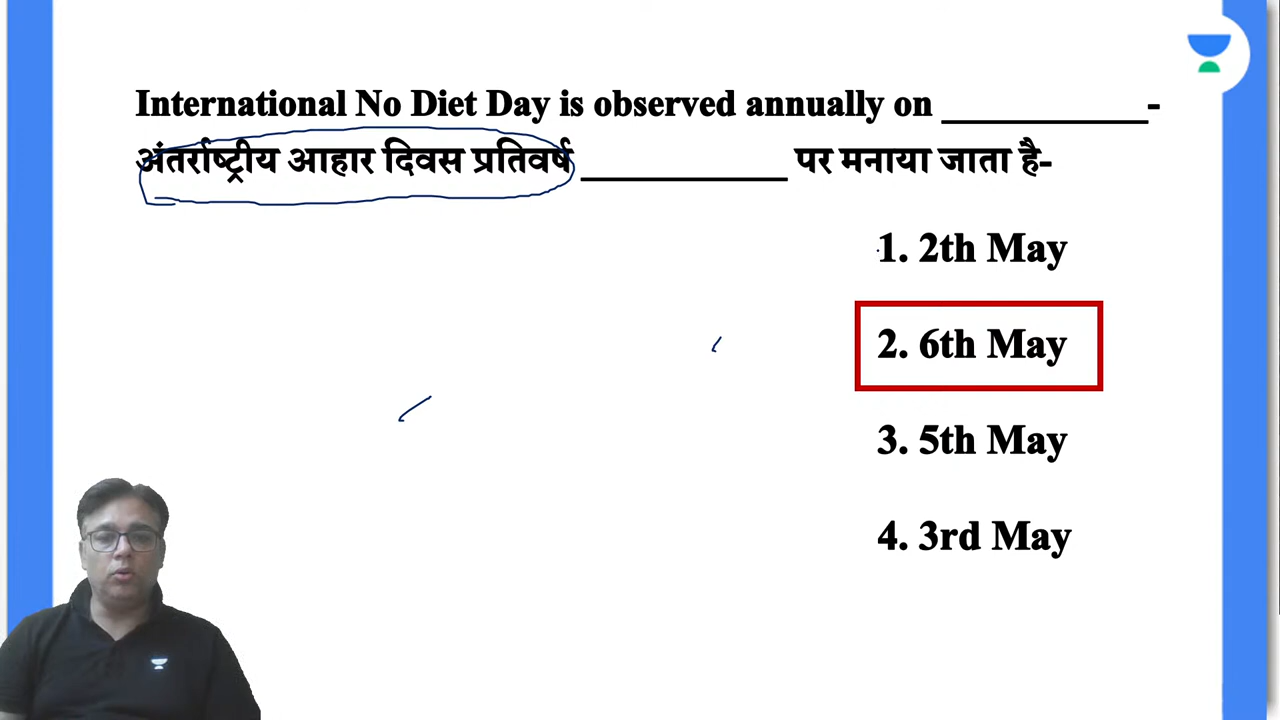 International No Diet Day is observed annually on ___________-
अंतर्राष्ट्रीय आहार दिवस प्रतिवर्ष ___________ पर मनाया जाता है-
1. 2th May
2. 6th May
3. 5th May
4. 3rd May